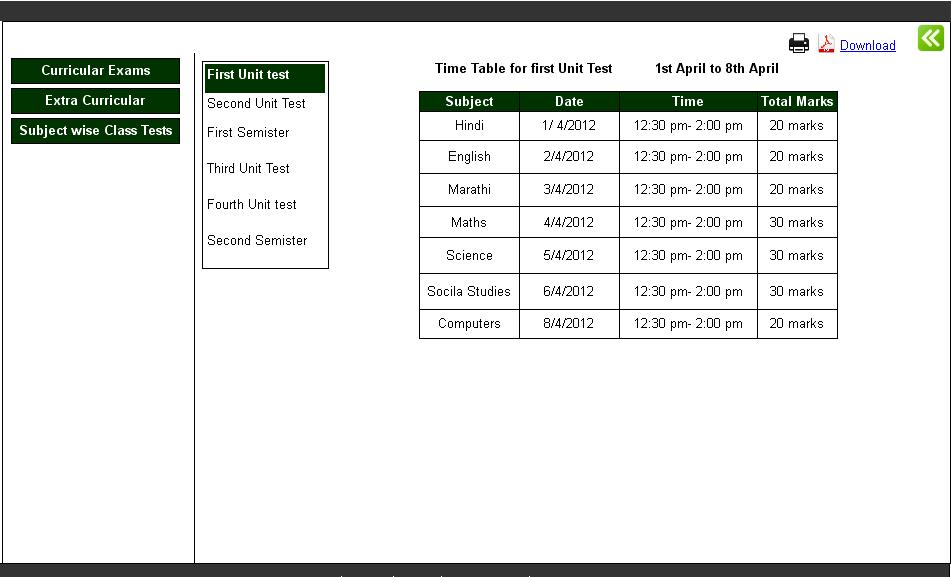 Download
Curricular Exams
Extra Curricular
Subject wise Class Tests
First Unit test
Second Unit Test
First Semister
Third Unit Test
Fourth Unit test
Second Semister
Time Table for first Unit Test 1st April to 8th April
Subject Date Time Total Marks
Hindi 1/ 4/2012 12:30 pm- 2:00 pm 20 marks
English 2/4/2012 12:30 pm- 2:00 pm 20 marks
Marathi 3/4/2012 12:30 pm- 2:00 pm 20 marks
Maths 4/4/2012 12:30 pm- 2:00 pm 30 marks
Science 5/4/2012 12:30 pm- 2:00 pm 30 marks
Socila Studies 6/4/2012 12:30 pm- 2:00 pm 30 marks
Computers 8/4/2012 12:30 pm- 2:00 pm 20 marks